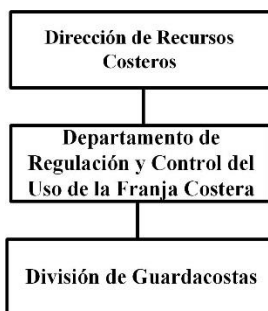 Dirección de Recursos
Costeros
Departamento de
Regulación y Control del
Uso de la Franja Costera
División de Guardacostas